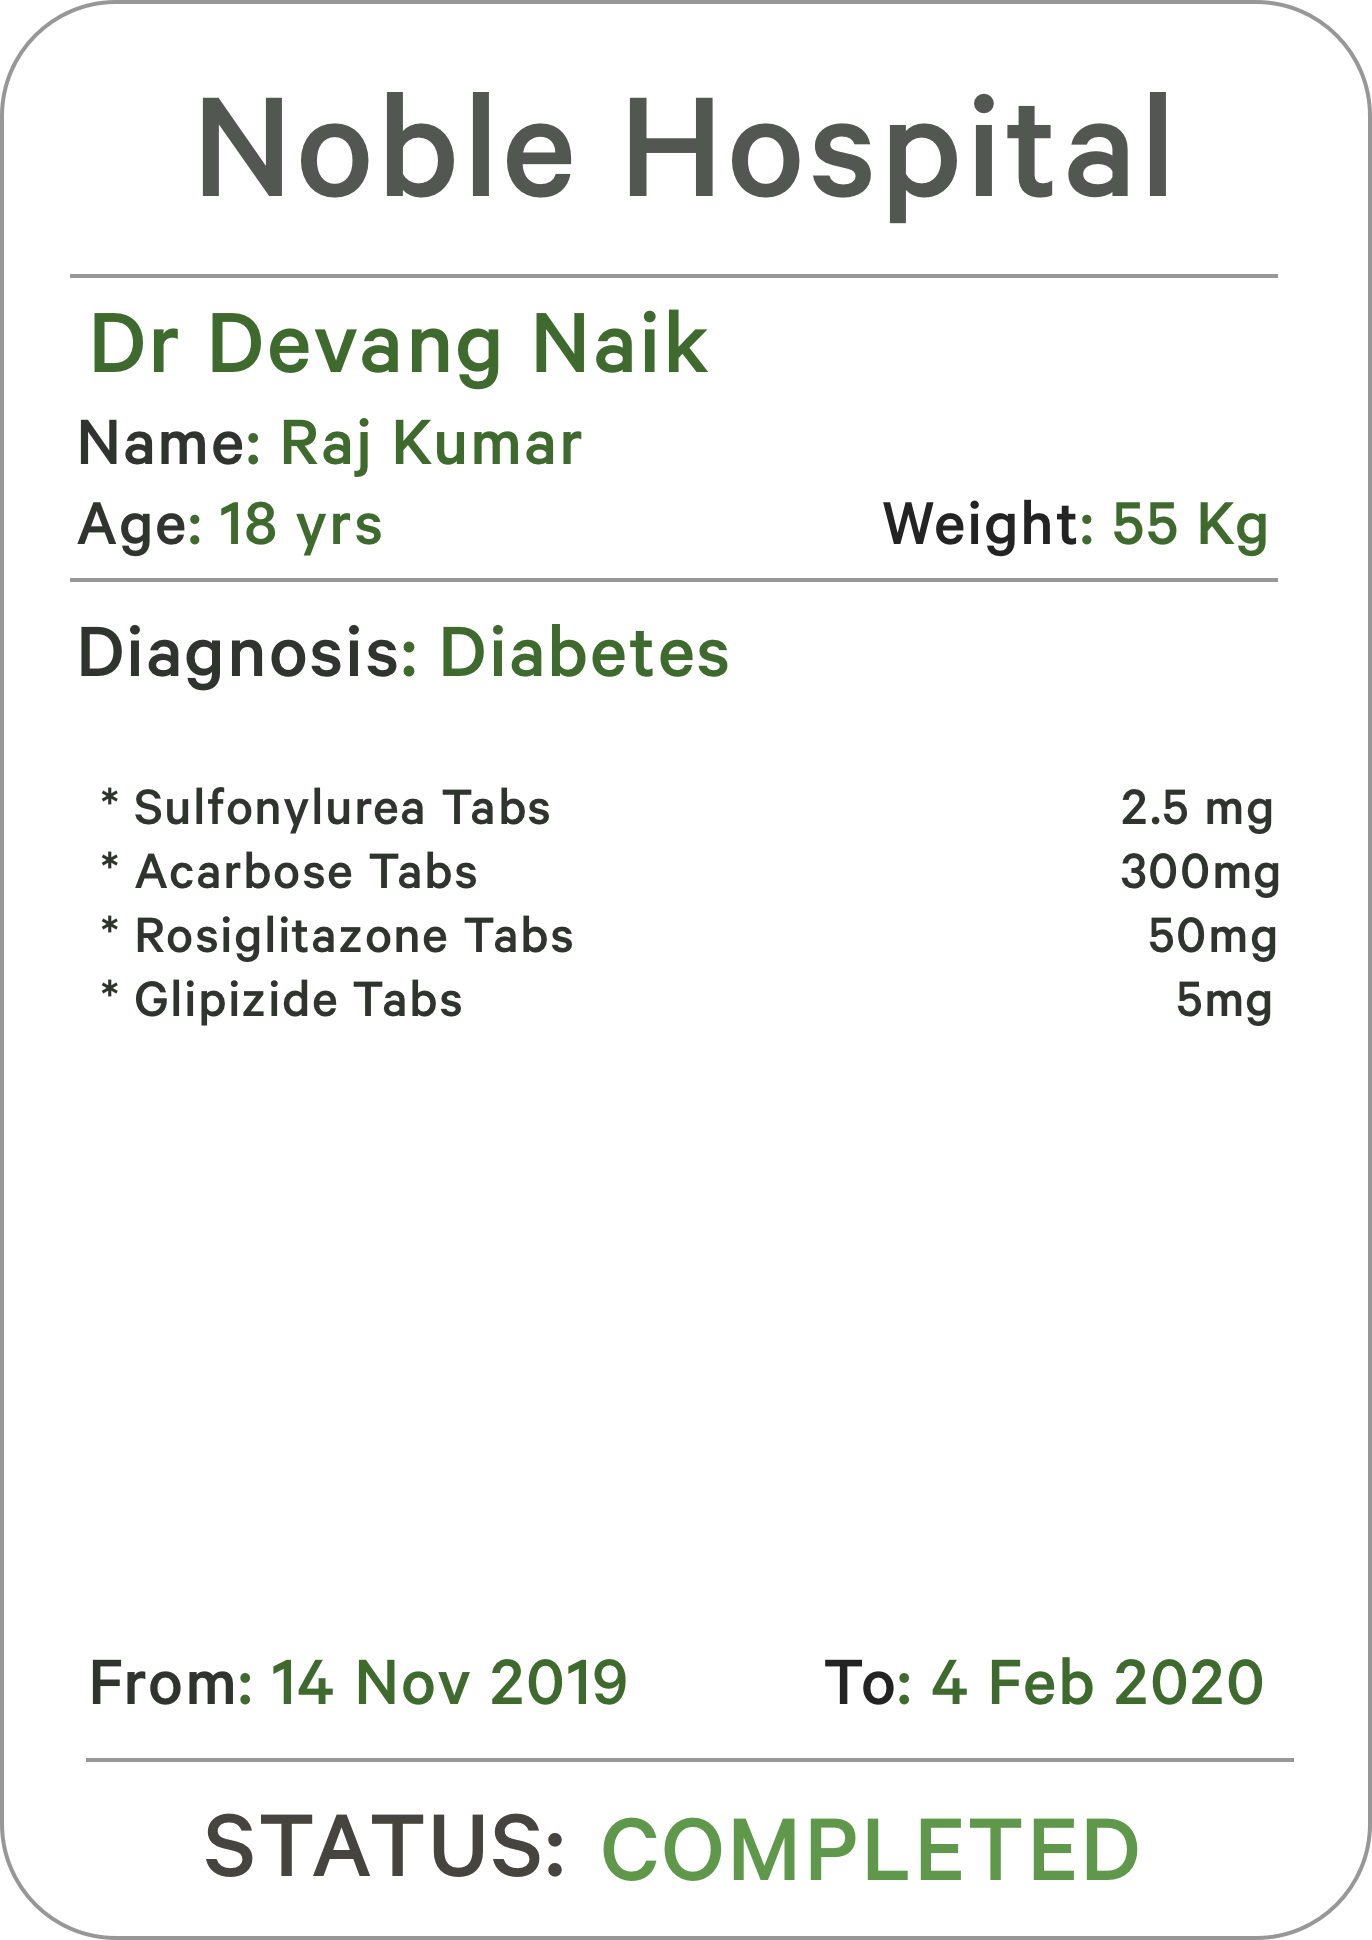 Noble Hospital
Dr Devang Naik
Name: Raj Kumar
Age: 18 yrs Weight: 55 Kg
Diagnosis: Diabetes
* Sulfonylurea Tabs 2.5 mg
* Acarbose Tabs 300mg
* Rosiglitazone Tabs 50mg
* Glipizide Tabs 5mg
From: 14 Nov 2019 To: 4 Feb 2020
STATUS: COMPLETED